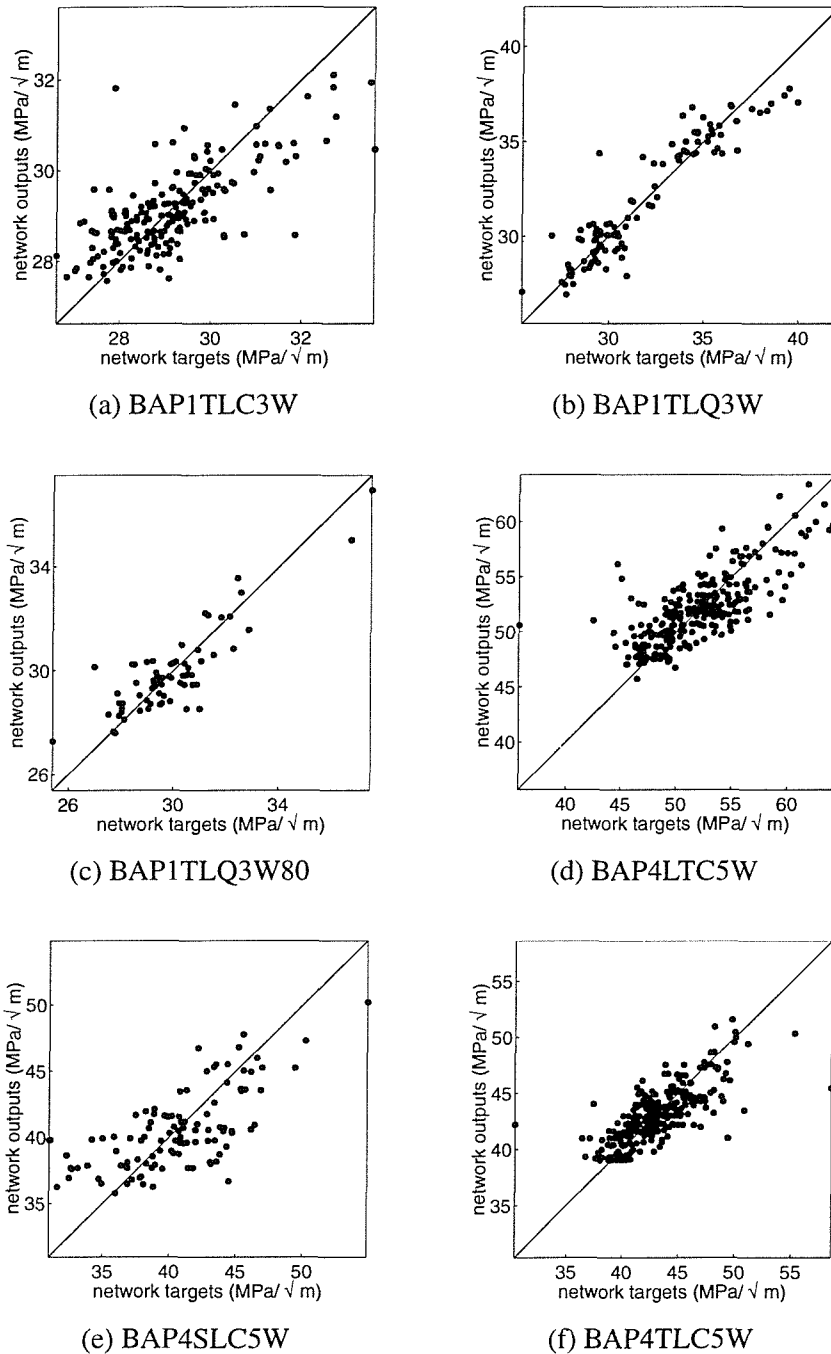 network outputs (MPa/ √ m)
32
30
28
28 30 32
network targets (MPa/ √ m)
(a) BAP1TLC3W
network outputs (MPa/ √ m)
40
35
30
30 35 40
network targets (MPa/ √ m)
(b) BAP1TLQ3W
network outputs (MPa/ √ m)
34
30
26
26 30 34
network targets (MPa/ √ m)
(c) BAP1TLQ3W80
network outputs (MPa/ √ m)
60
55
50
45
40
40 45 50 55 60
network targets (MPa/ √ m)
(d) BAP4LTC5W
network outputs (MPa/ √ m)
50
45
40
35
35 40 45 50
network targets (MPa/ √ m)
(e) BAP4SLC5W
network outputs (MPa/ √ m)
55
50
45
40
35
35 40 45 50 55
network targets (MPa/ √ m)
(f) BAP4TLC5W